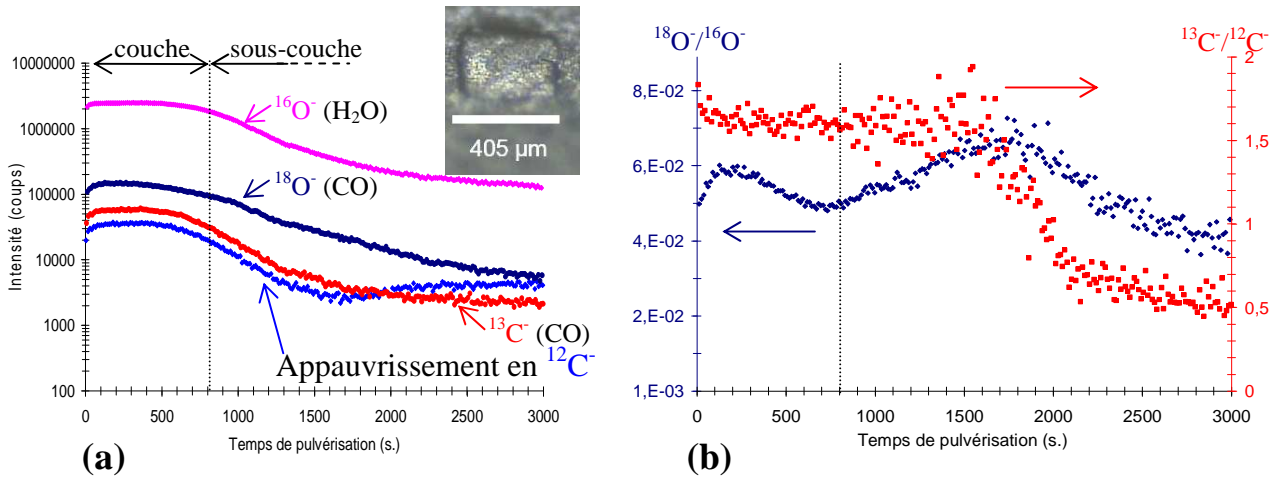 couche
sous-couche
10000000
1000000
100000
10000
1000
100
Intensité (coups)
¹⁶O⁻ (H₂O)
¹⁸O⁻ (CO)
¹³C⁻ (CO)
Appauvrissement en ¹²C⁻
405 µm
0 500 1000 1500 2000 2500 3000
Temps de pulvérisation (s.)
(a)
¹⁸O⁻/¹⁶O⁻
¹³C⁻/¹²C⁻
8,E-02
6,E-02
4,E-02
2,E-02
1,E-03
2
1,5
1
0,5
0
0 500 1000 1500 2000 2500 3000
Temps de pulvérisation (s.)
(b)